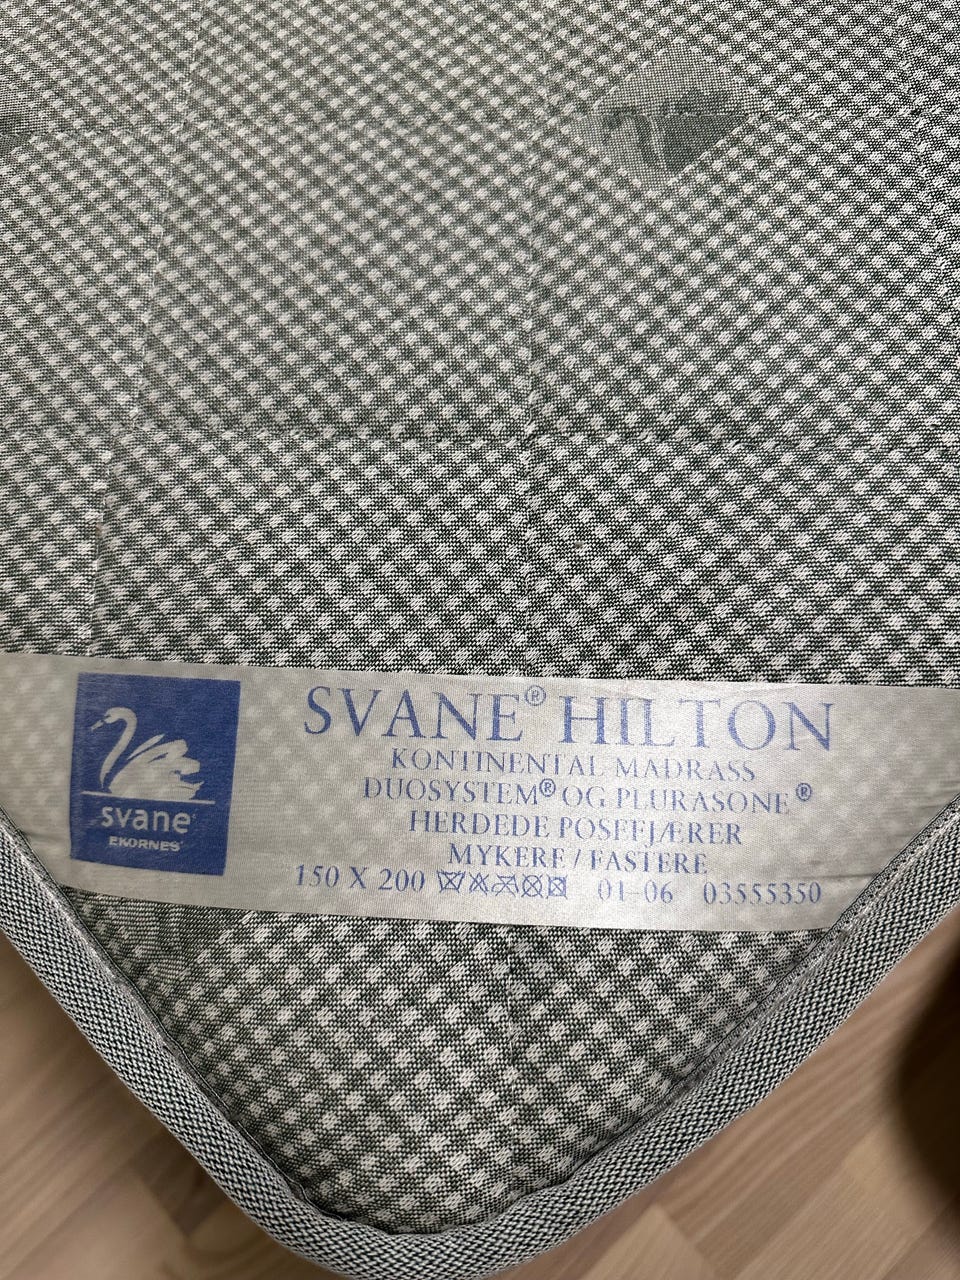 SVANE® HILTON
KONTINENTAL MADRASS
DUOSYSTEM® OG PLURASONE®
HERDEDE POSEFJÆRER
MYKERE / FASTERE
150 X 200 01-06 03555350
svane
EKORNES